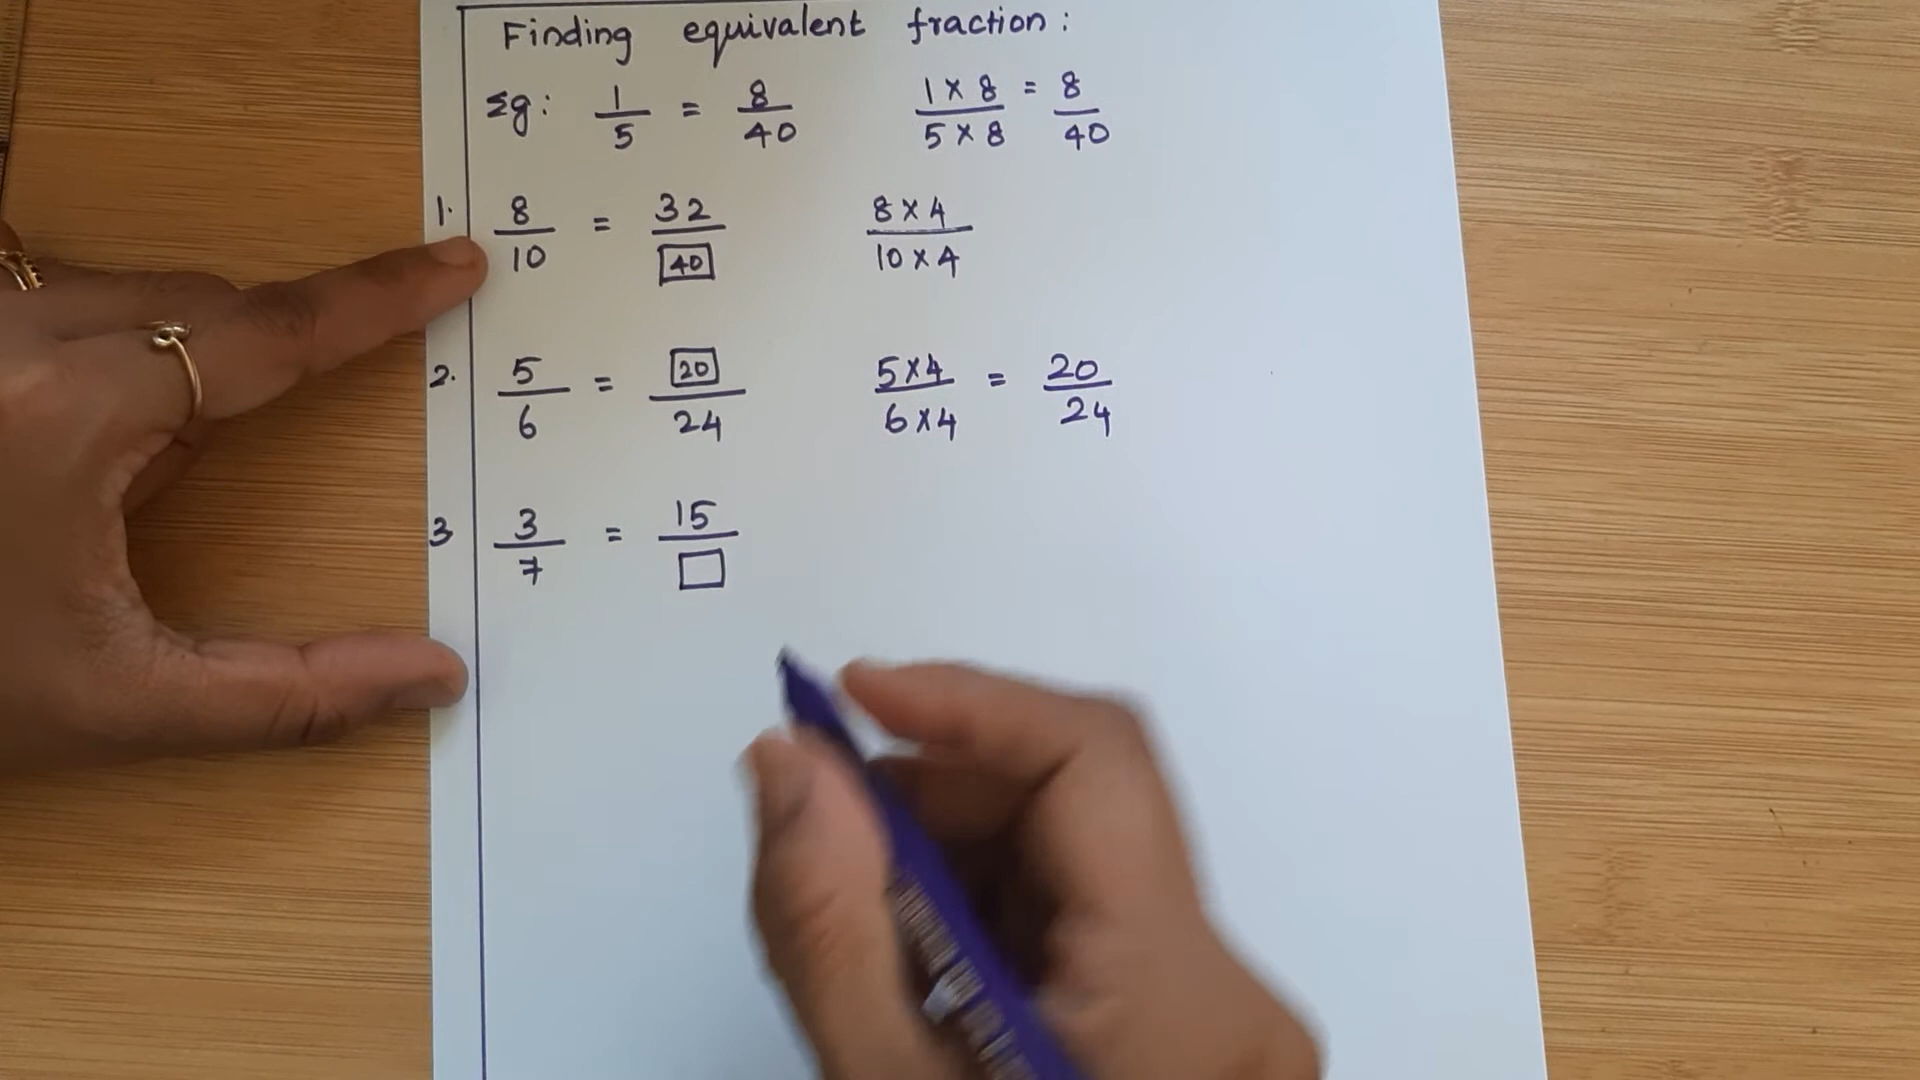 Finding equivalent fraction:
Eg: 1/5 = 8/40 1×8/5×8 = 8/40
1. 8/10 = 32/40 8×4/10×4
2. 5/6 = 20/24 5×4/6×4 = 20/24
3 3/7 = 15/□